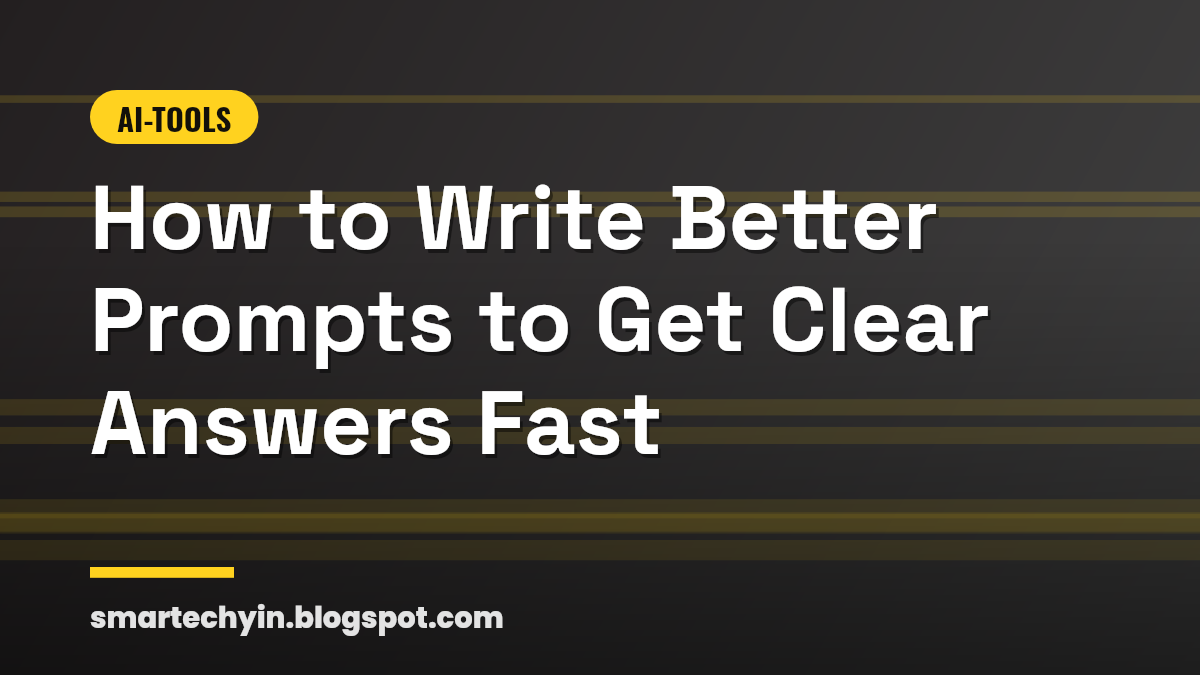 AI-TOOLS
How to Write Better
Prompts to Get Clear
Answers Fast
smartechyin.blogspot.com